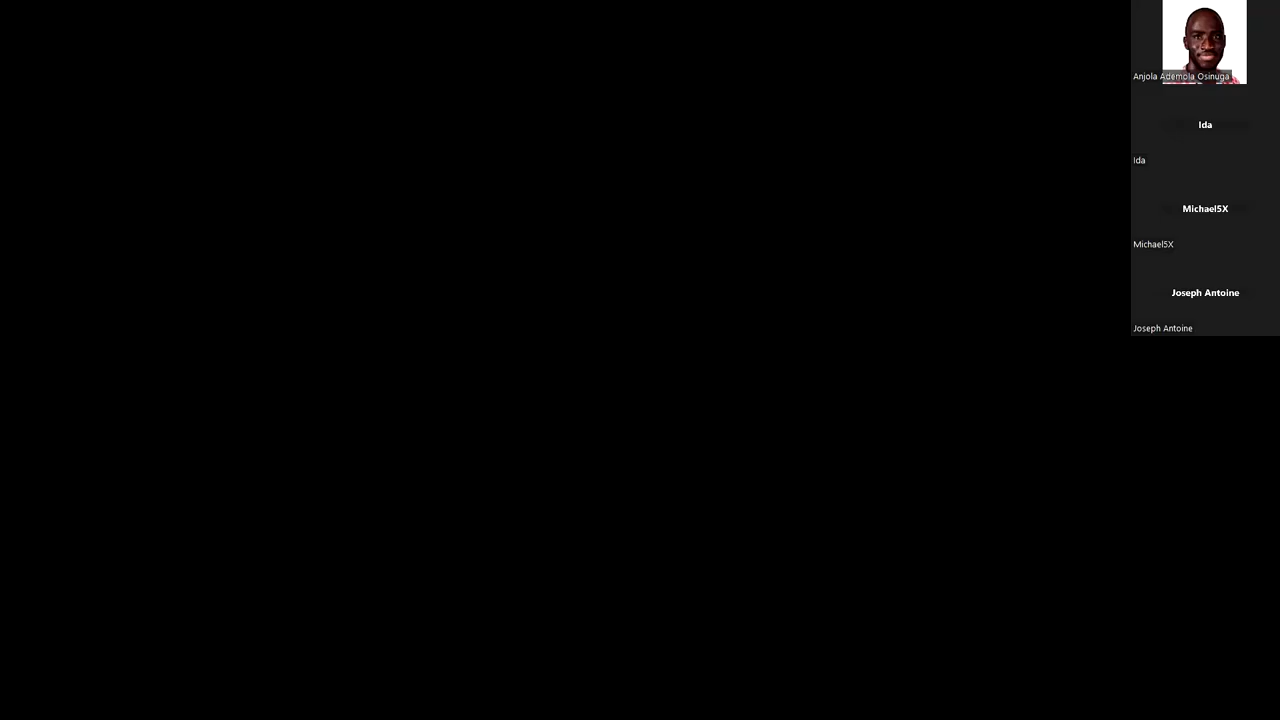 Anjola Ademola Osinuga
Ida
Ida
Michael5X
Michael5X
Joseph Antoine
Joseph Antoine